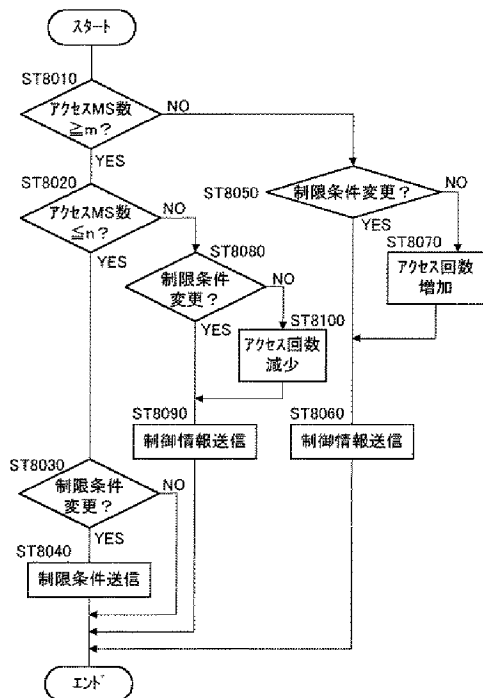 スタート
ST8010
アクセスMS数
≧m?
NO
YES
ST8020
アクセスMS数
≦n?
NO
YES
ST8050
制限条件変更?
NO
YES
ST8070
アクセス回数
増加
ST8080
制限条件
変更?
NO
YES
ST8100
アクセス回数
減少
ST8090
制御情報送信
ST8060
制御情報送信
ST8030
制限条件
変更?
NO
YES
ST8040
制限条件送信
エンド